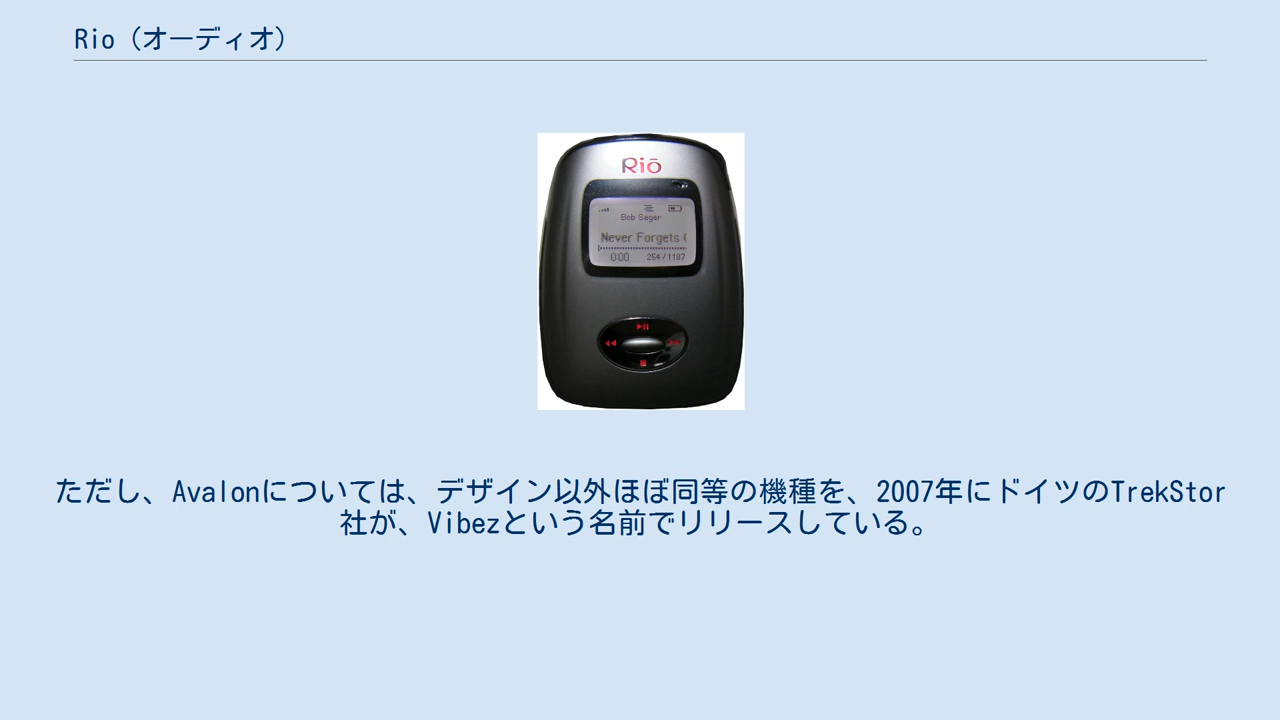 Rio（オーディオ）
Riō
Bob Seger
Never Forgets (
0:00 264/1187
ただし、Avalonについては、デザイン以外ほぼ同等の機種を、2007年にドイツのTrekStor
社が、Vibezという名前でリリースしている。